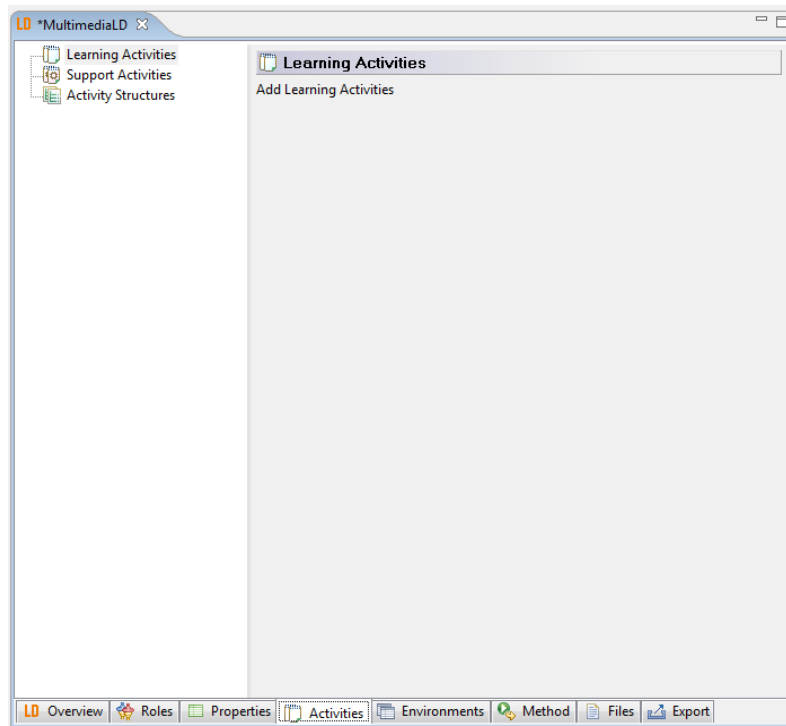 LD *MultimediaLD
Learning Activities
Support Activities
Activity Structures
Learning Activities
Add Learning Activities
LD Overview Roles Properties Activities Environments Method Files Export